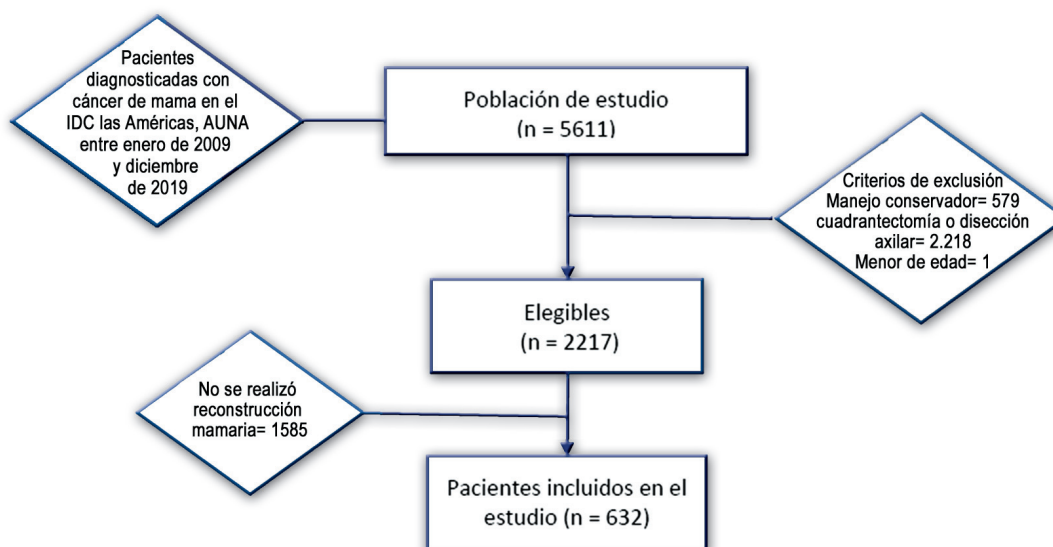 Pacientes
diagnosticadas con
cáncer de mama en el
IDC las Américas, AUNA
entre enero de 2009
y diciembre
de 2019
Población de estudio
(n = 5611)
Criterios de exclusión
Manejo conservador= 579
cuadrantectomía o disección
axilar= 2.218
Menor de edad= 1
Elegibles
(n = 2217)
No se realizó
reconstrucción
mamaria= 1585
Pacientes incluidos en el
estudio (n = 632)